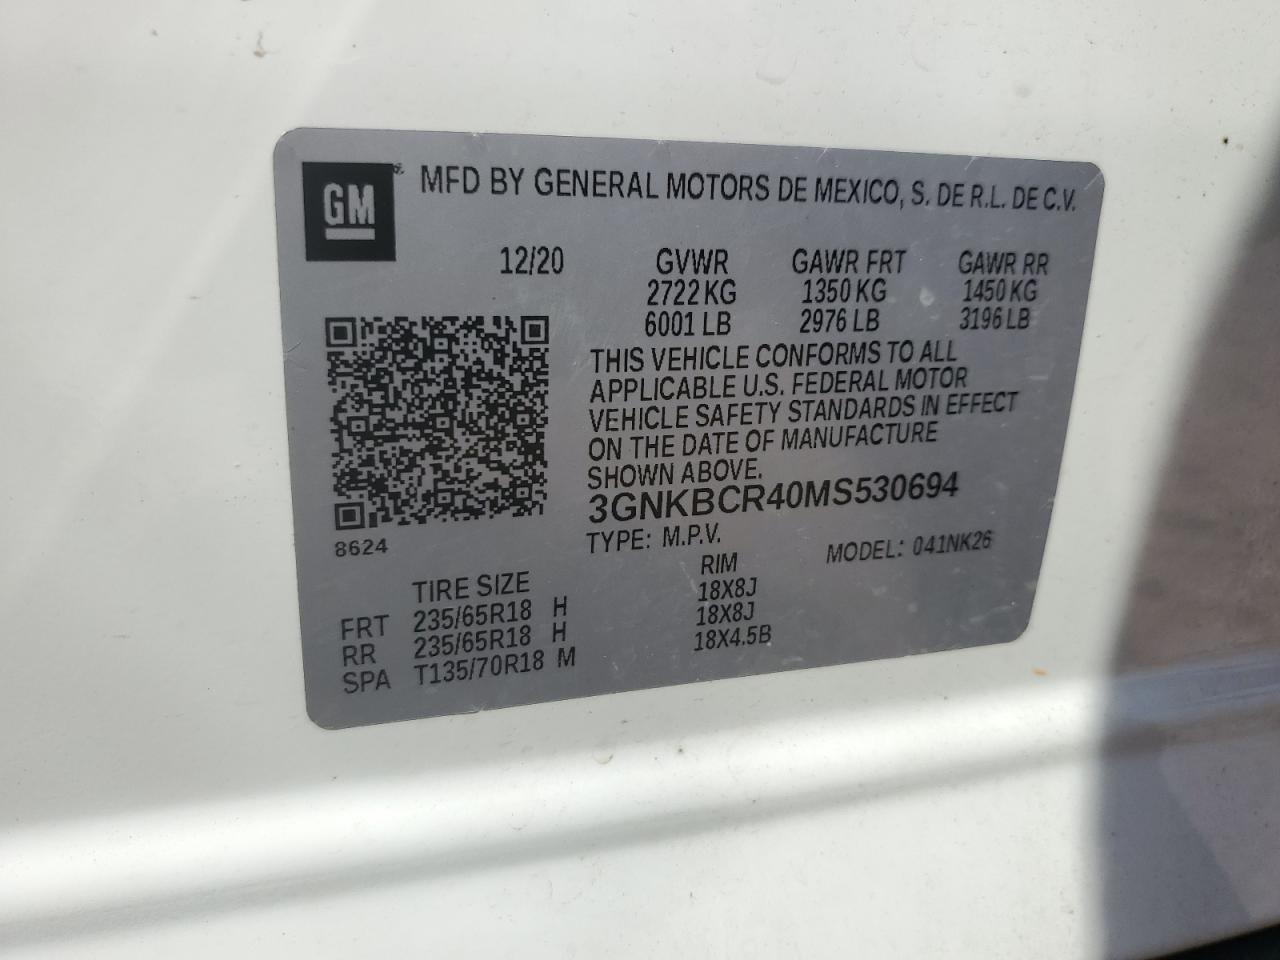 GM MFD BY GENERAL MOTORS DE MEXICO, S. DE R.L. DE C.V.
12/20 GVWR GAWR FRT GAWR RR
2722 KG 1350 KG 1450 KG
6001 LB 2976 LB 3196 LB
THIS VEHICLE CONFORMS TO ALL
APPLICABLE U.S. FEDERAL MOTOR
VEHICLE SAFETY STANDARDS IN EFFECT
ON THE DATE OF MANUFACTURE
SHOWN ABOVE.
3GNKBCR40MS530694
8624 TYPE: M.P.V. MODEL: 041NK26
TIRE SIZE RIM
FRT 235/65R18 H 18X8J
RR 235/65R18 H 18X8J
SPA T135/70R18 M 18X4.5B